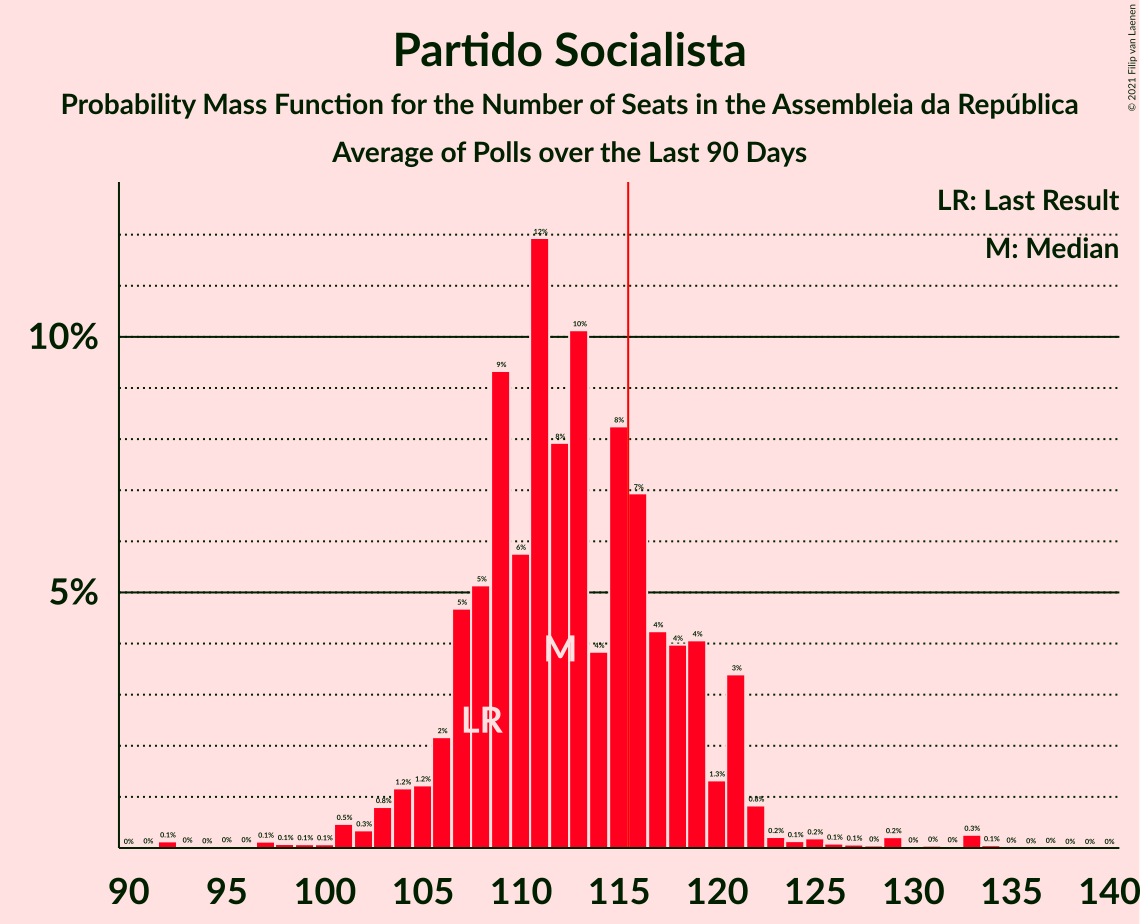 Partido Socialista
Probability Mass Function for the Number of Seats in the Assembleia da República
Average of Polls over the Last 90 Days
© 2021 Filip van Laenen
LR: Last Result
M: Median
10%
5%
0% 0% 0.1% 0% 0% 0% 0% 0.1% 0.1% 0.1% 0.1% 0.5% 0.3% 0.8% 1.2% 1.2% 2% 5% 5% 9% 6% 12% 8% 10% 4% 8% 7% 4% 4% 4% 1.3% 3% 0.8% 0.2% 0.1% 0.2% 0.1% 0.1% 0% 0.2% 0% 0% 0% 0.3% 0.1% 0% 0% 0% 0% 0% 0%
M
LR
90 95 100 105 110 115 120 125 130 135 140